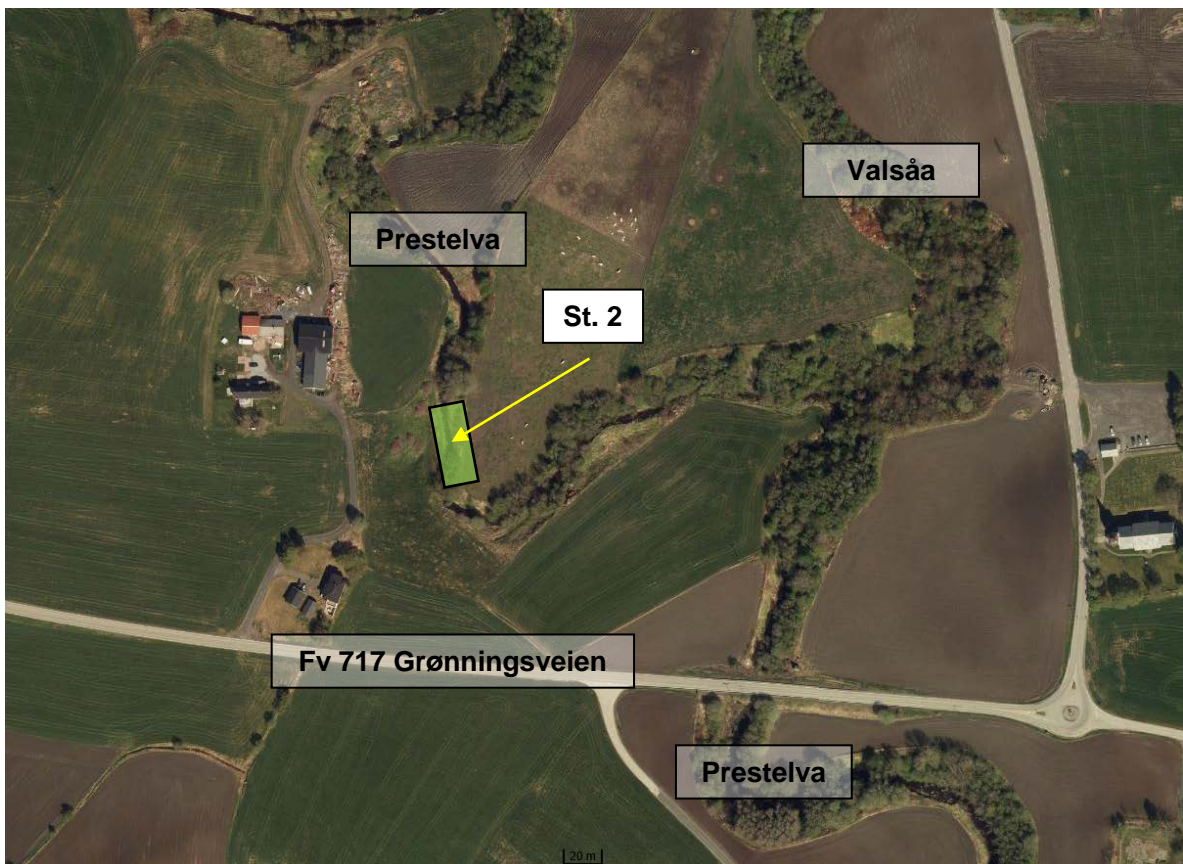 Valsåa
Prestelva
St. 2
Fv 717 Grønningsveien
Prestelva
20 m